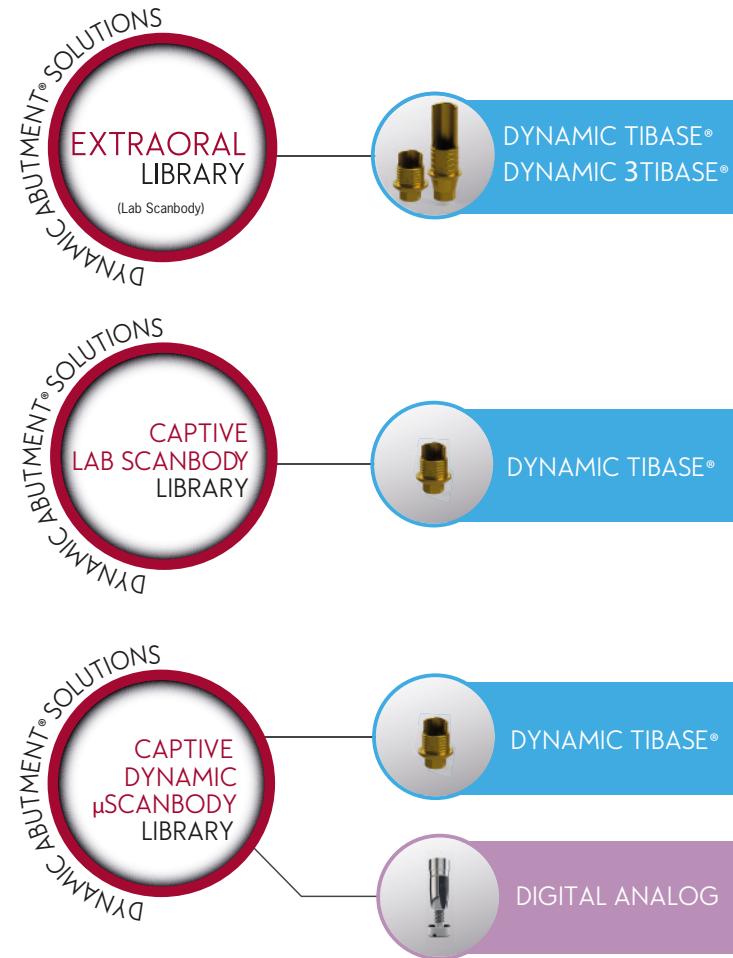 DYNAMIC ABUTMENT® SOLUTIONS
EXTRAORAL
LIBRARY
(Lab Scanbody)
DYNAMIC TIBASE®
DYNAMIC 3TIBASE®
DYNAMIC ABUTMENT® SOLUTIONS
CAPTIVE
LAB SCANBODY
LIBRARY
DYNAMIC TIBASE®
DYNAMIC ABUTMENT® SOLUTIONS
CAPTIVE
DYNAMIC
µSCANBODY
LIBRARY
DYNAMIC TIBASE®
DIGITAL ANALOG